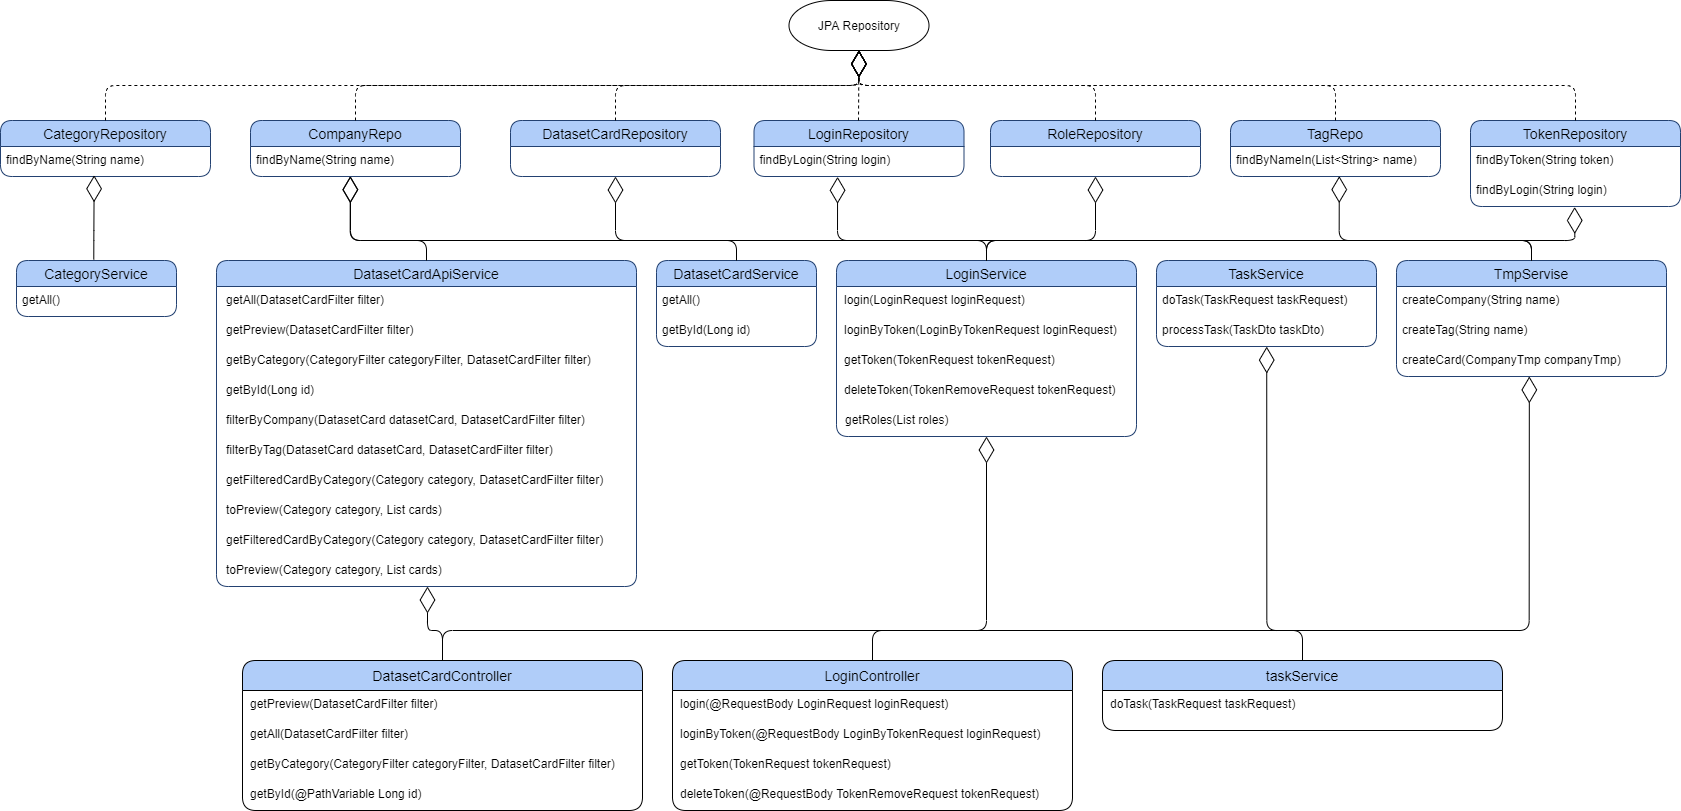 JPA Repository
CategoryRepository
findByName(String name)
CompanyRepo
findByName(String name)
DatasetCardRepository
LoginRepository
findByLogin(String login)
RoleRepository
TagRepo
findByNameIn(List<String> name)
TokenRepository
findByToken(String token)
findByLogin(String login)
CategoryService
getAll()
DatasetCardApiService
getAll(DatasetCardFilter filter)
getPreview(DatasetCardFilter filter)
getByCategory(CategoryFilter categoryFilter, DatasetCardFilter filter)
getById(Long id)
filterByCompany(DatasetCard datasetCard, DatasetCardFilter filter)
filterByTag(DatasetCard datasetCard, DatasetCardFilter filter)
getFilteredCardByCategory(Category category, DatasetCardFilter filter)
toPreview(Category category, List cards)
getFilteredCardByCategory(Category category, DatasetCardFilter filter)
toPreview(Category category, List cards)
DatasetCardService
getAll()
getById(Long id)
LoginService
login(LoginRequest loginRequest)
loginByToken(LoginByTokenRequest loginRequest)
getToken(TokenRequest tokenRequest)
deleteToken(TokenRemoveRequest tokenRequest)
getRoles(List roles)
TaskService
doTask(TaskRequest taskRequest)
processTask(TaskDto taskDto)
TmpServise
createCompany(String name)
createTag(String name)
createCard(CompanyTmp companyTmp)
DatasetCardController
getPreview(DatasetCardFilter filter)
getAll(DatasetCardFilter filter)
getByCategory(CategoryFilter categoryFilter, DatasetCardFilter filter)
getById(@PathVariable Long id)
LoginController
login(@RequestBody LoginRequest loginRequest)
loginByToken(@RequestBody LoginByTokenRequest loginRequest)
getToken(TokenRequest tokenRequest)
deleteToken(@RequestBody TokenRemoveRequest tokenRequest)
taskService
doTask(TaskRequest taskRequest)